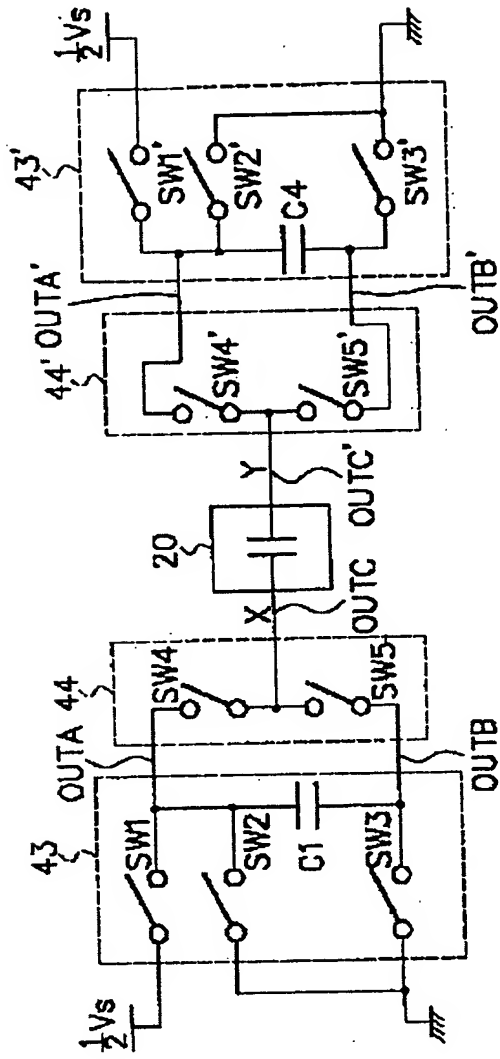 43
OUTA
44
½Vs
SW1
SW2
C1
SW3
OUTB
SW4
SW5
X
OUTC
20
Y
OUTC'
44'
OUTA'
43'
SW4'
SW5'
½Vs
SW1'
SW2'
C4
SW3'
OUTB'